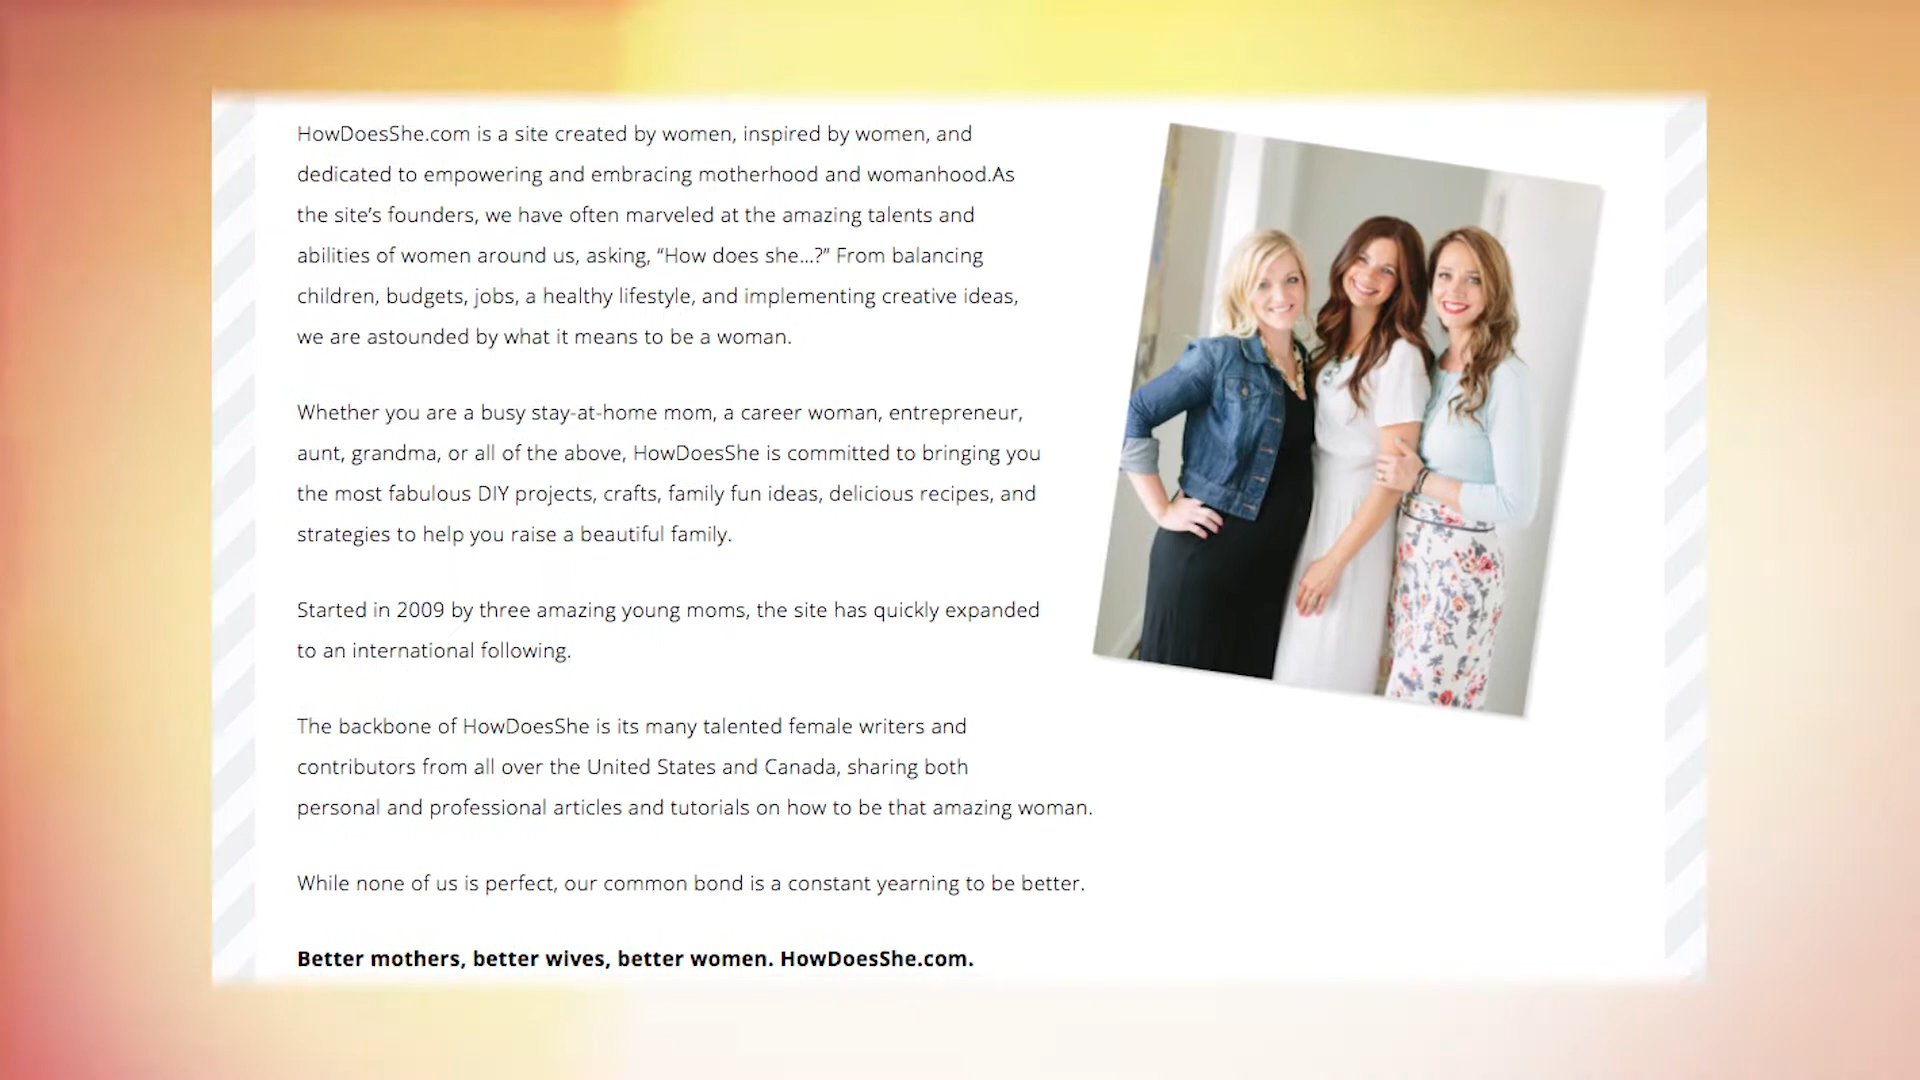 HowDoesShe.com is a site created by women, inspired by women, and
dedicated to empowering and embracing motherhood and womanhood.As
the site’s founders, we have often marveled at the amazing talents and
abilities of women around us, asking, “How does she...?” From balancing
children, budgets, jobs, a healthy lifestyle, and implementing creative ideas,
we are astounded by what it means to be a woman.
Whether you are a busy stay-at-home mom, a career woman, entrepreneur,
aunt, grandma, or all of the above, HowDoesShe is committed to bringing you
the most fabulous DIY projects, crafts, family fun ideas, delicious recipes, and
strategies to help you raise a beautiful family.
Started in 2009 by three amazing young moms, the site has quickly expanded
to an international following.
The backbone of HowDoesShe is its many talented female writers and
contributors from all over the United States and Canada, sharing both
personal and professional articles and tutorials on how to be that amazing woman.
While none of us is perfect, our common bond is a constant yearning to be better.
Better mothers, better wives, better women. HowDoesShe.com.